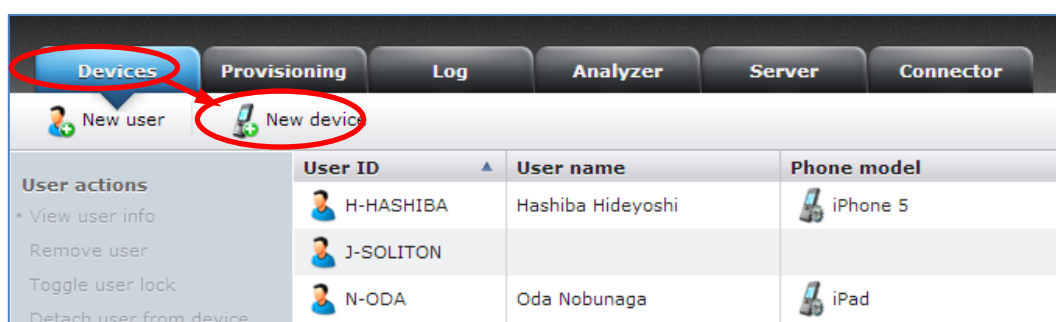 Devices Provisioning Log Analyzer Server Connector
New user New device
User ID User name Phone model
User actions
H-HASHIBA Hashiba Hideyoshi iPhone 5
• View user info
Remove user
J-SOLITON
Toggle user lock
N-ODA Oda Nobunaga iPad
Detach user from device